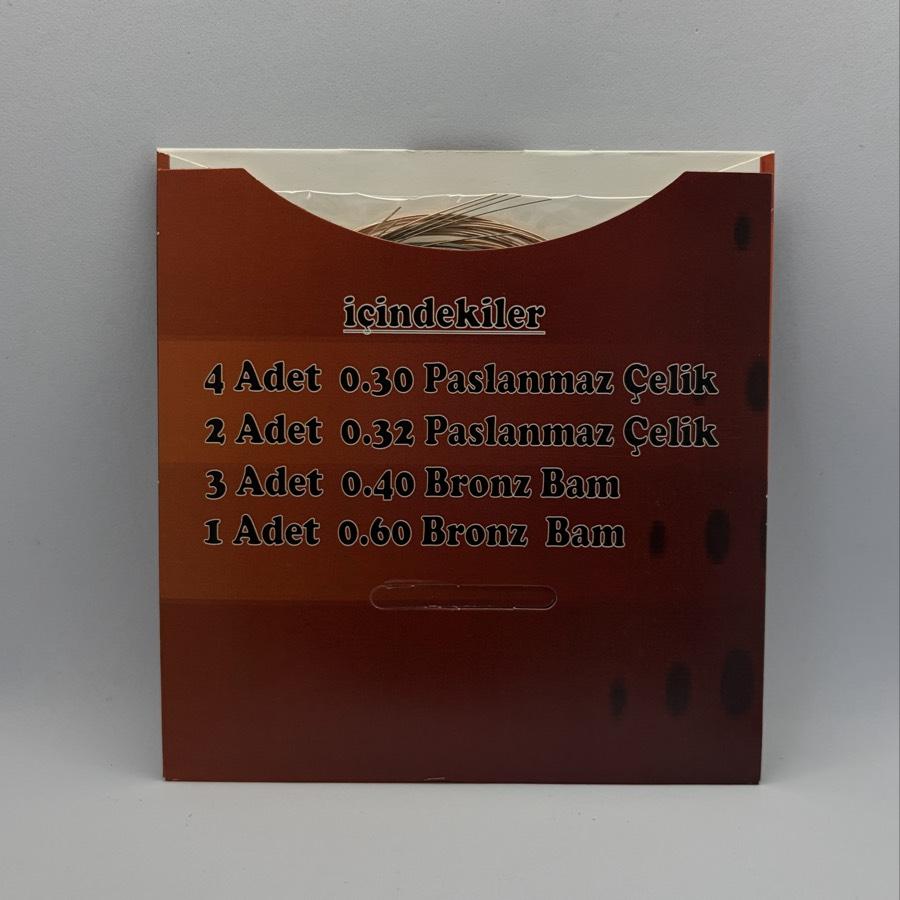 içindekiler
4 Adet 0.30 Paslanmaz Çelik
2 Adet 0.32 Paslanmaz Çelik
3 Adet 0.40 Bronz Bam
1 Adet 0.60 Bronz Bam